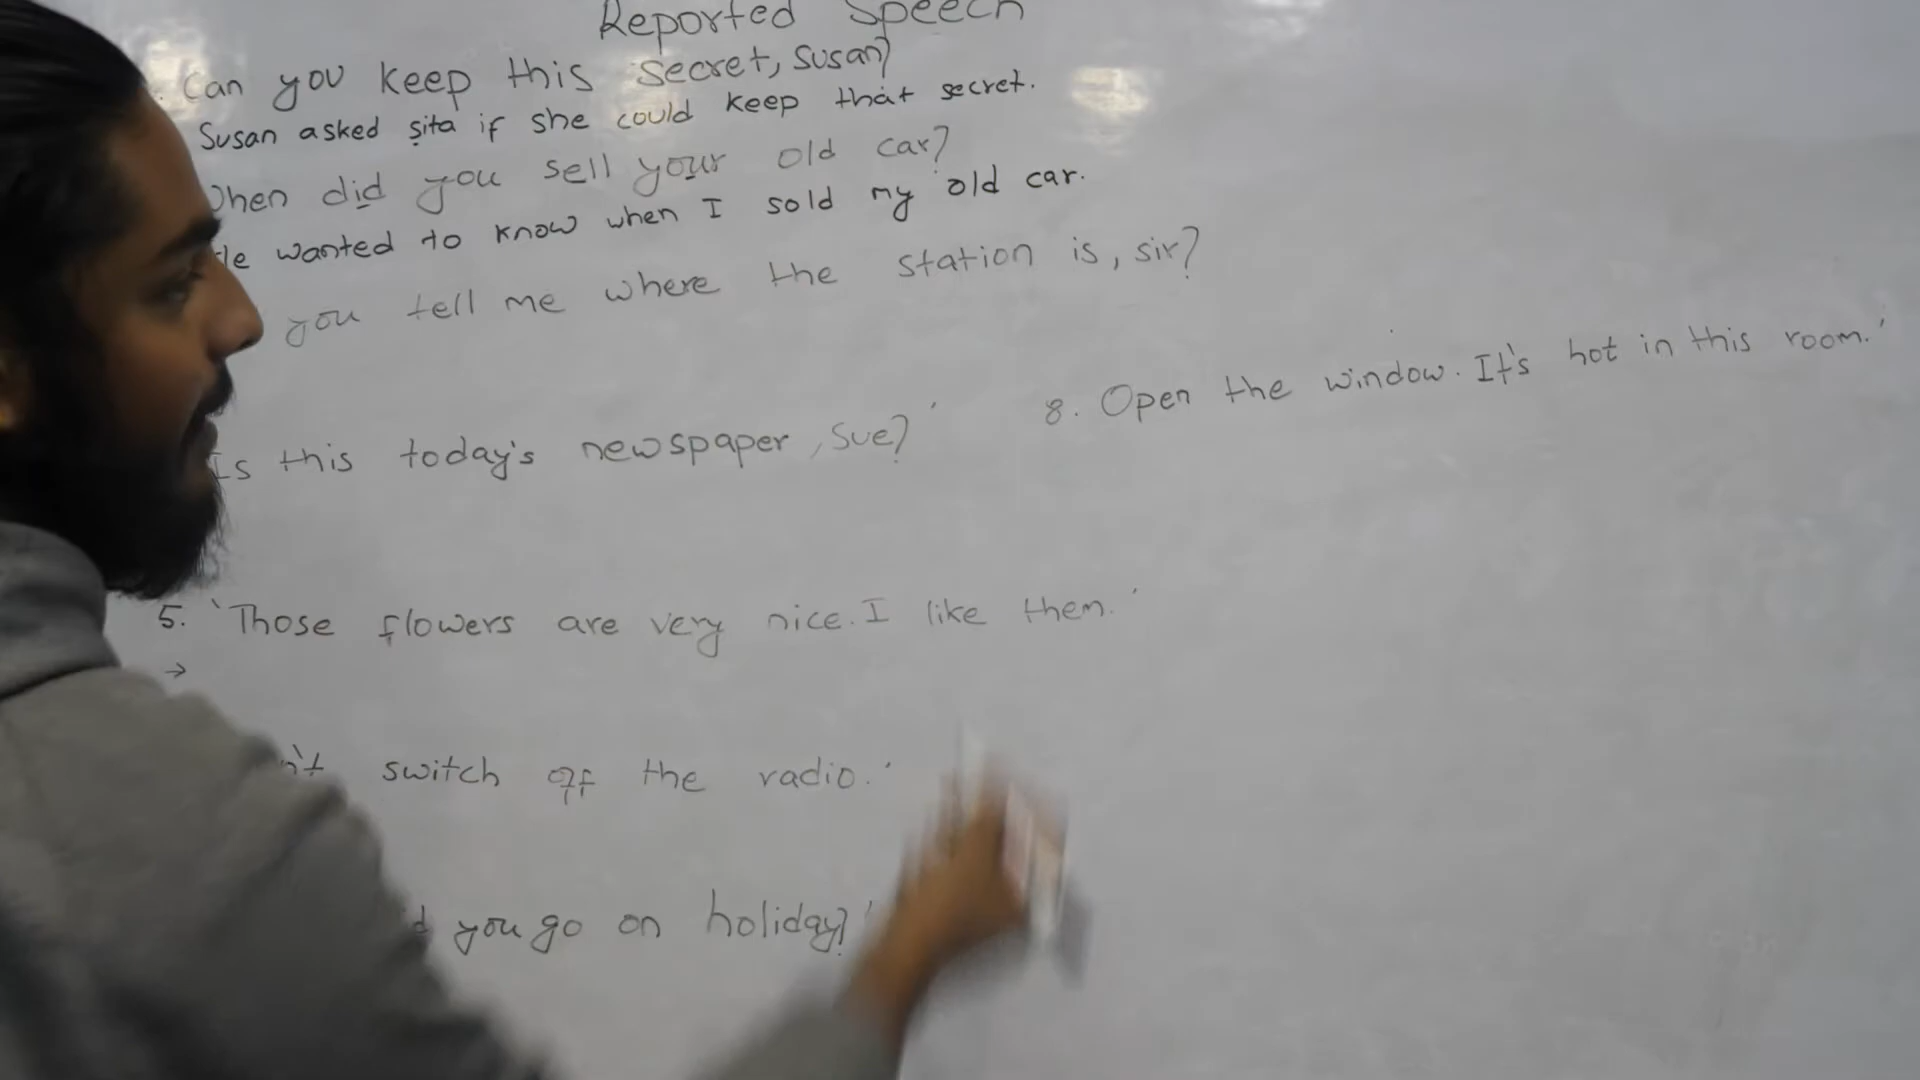 Reported Speech
Can you keep this secret, Susan?
Susan asked sita if she could keep that secret.
When did you sell your old car?
He wanted to know when I sold my old car.
you tell me where the station is, sir?
8. Open the window. It's hot in this room.'
Is this today's newspaper, Sue?'
5. 'Those flowers are very nice. I like them.'
→
switch off the radio.'
you go on holiday?'